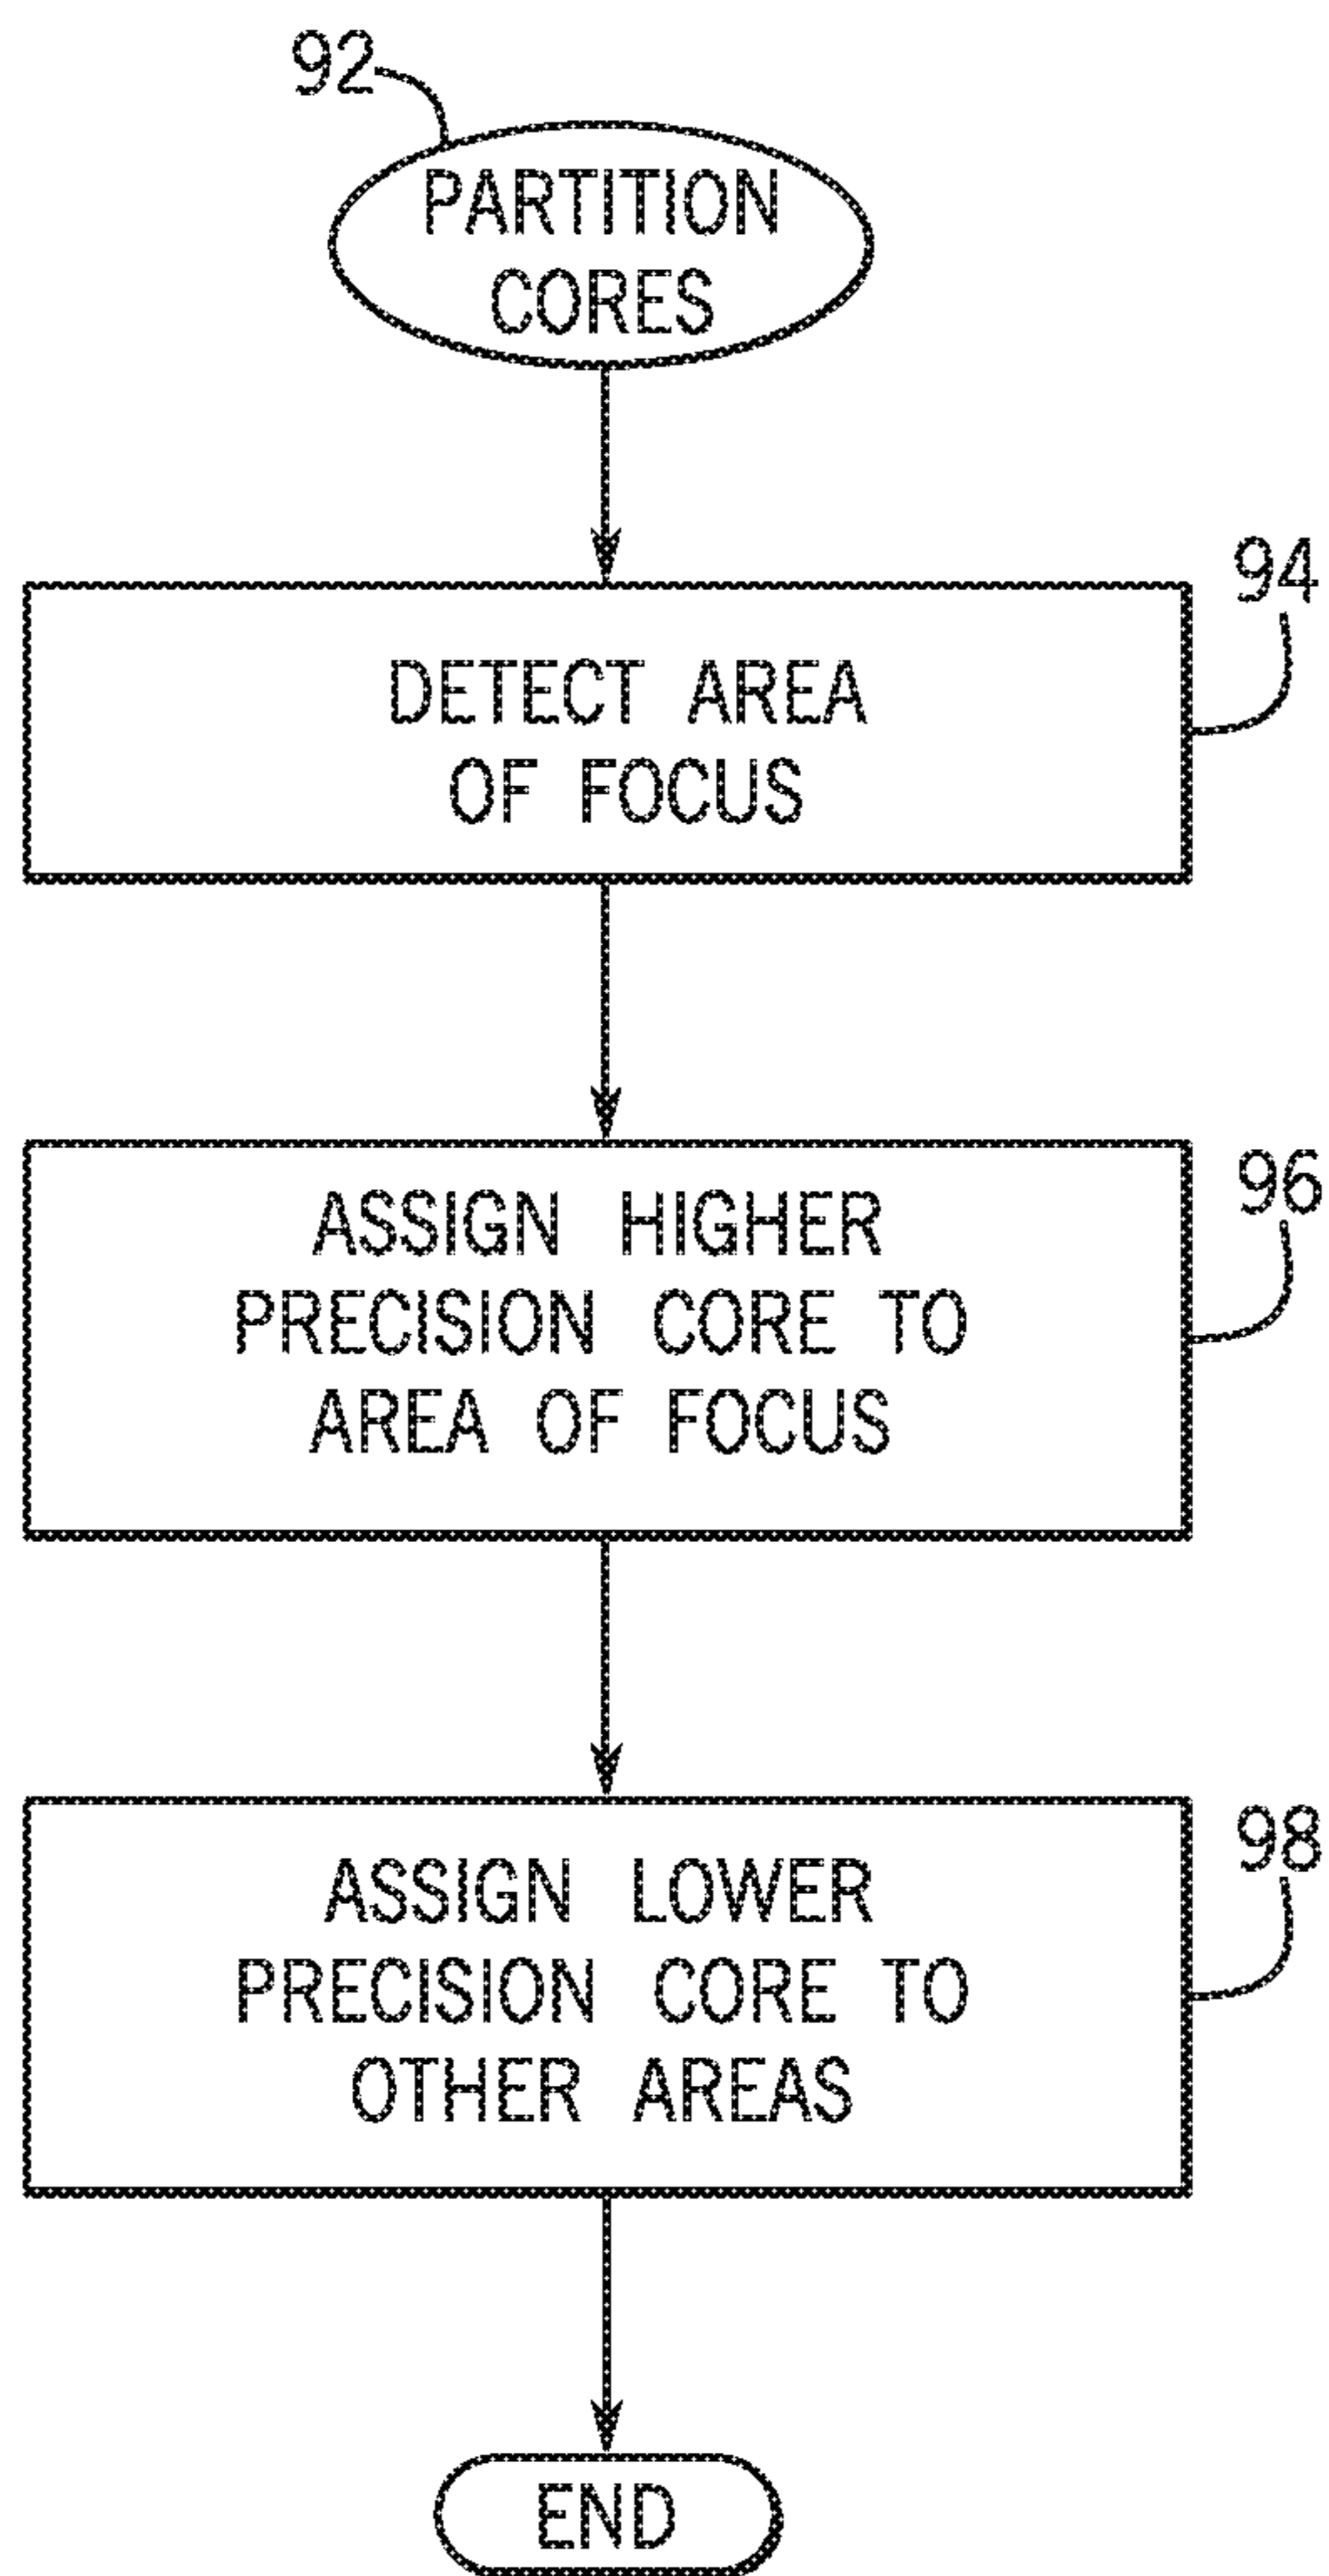 92
PARTITION
CORES
94
DETECT AREA
OF FOCUS
96
ASSIGN HIGHER
PRECISION CORE TO
AREA OF FOCUS
98
ASSIGN LOWER
PRECISION CORE TO
OTHER AREAS
END